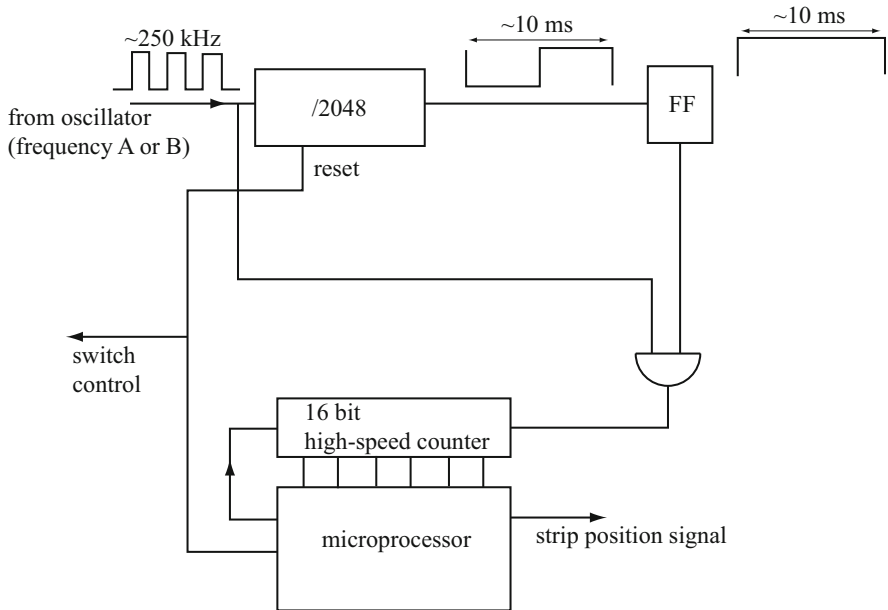 ~250 kHz
~10 ms
~10 ms
from oscillator
(frequency A or B)
/2048
FF
reset
switch
control
16 bit
high-speed counter
microprocessor
strip position signal